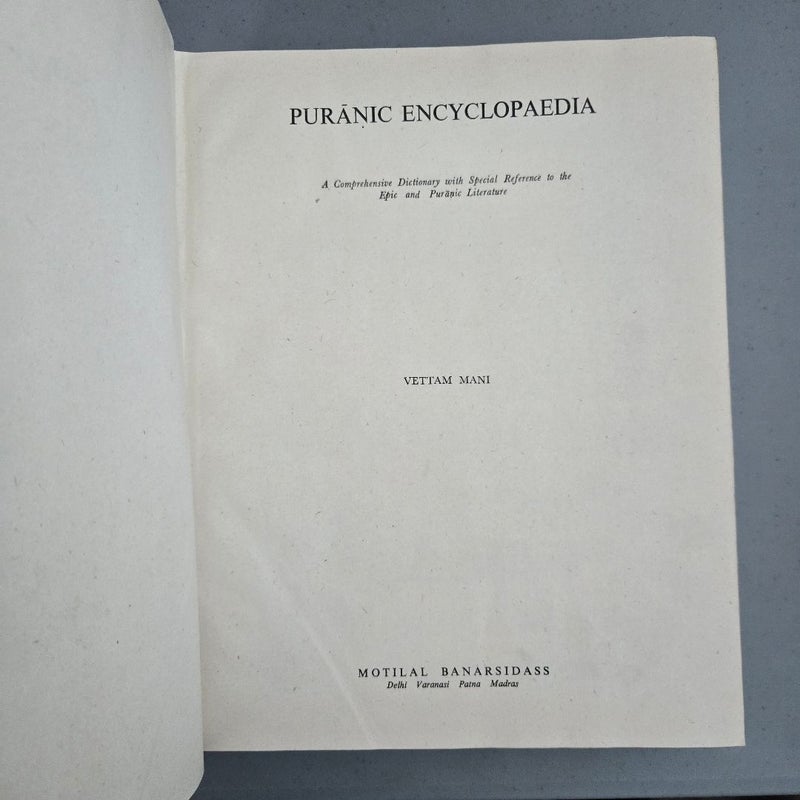 PURĀṆIC ENCYCLOPAEDIA
A Comprehensive Dictionary with Special Reference to the
Epic and Purāṇic Literature
VETTAM MANI
MOTILAL BANARSIDASS
Delhi Varanasi Patna Madras